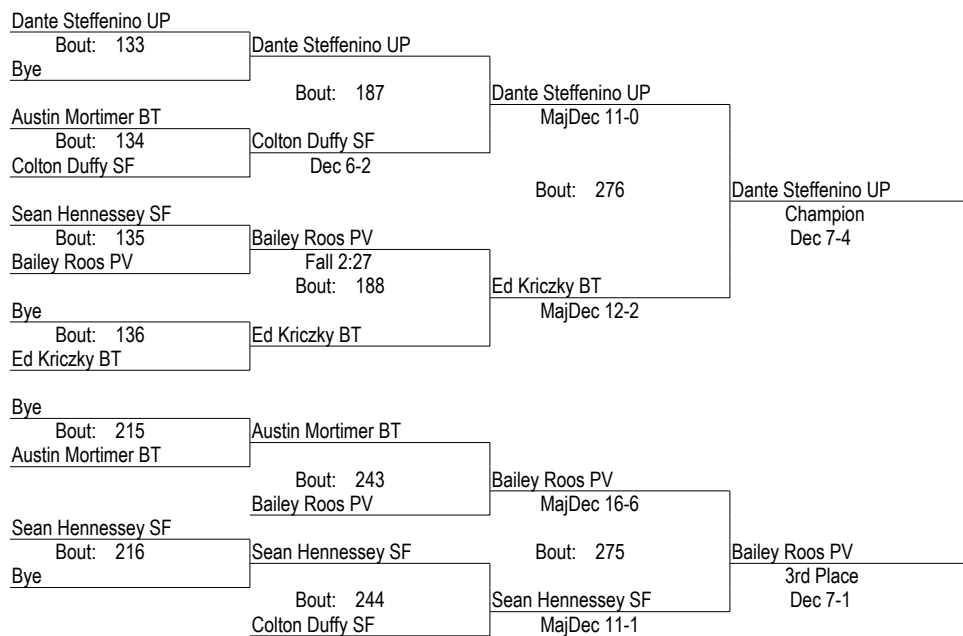 Dante Steffenino UP
Bout: 133
Dante Steffenino UP
Bye
Bout: 187
Dante Steffenino UP
Austin Mortimer BT
MajDec 11-0
Bout: 134
Colton Duffy SF
Colton Duffy SF
Dec 6-2
Bout: 276
Dante Steffenino UP
Sean Hennessey SF
Champion
Bout: 135
Bailey Roos PV
Dec 7-4
Bailey Roos PV
Fall 2:27
Bout: 188
Ed Kriczky BT
Bye
MajDec 12-2
Bout: 136
Ed Kriczky BT
Ed Kriczky BT
Bye
Bout: 215
Austin Mortimer BT
Austin Mortimer BT
Bout: 243
Bailey Roos PV
Bailey Roos PV
MajDec 16-6
Sean Hennessey SF
Bout: 216
Sean Hennessey SF
Bout: 275
Bailey Roos PV
Bye
3rd Place
Bout: 244
Sean Hennessey SF
Dec 7-1
Colton Duffy SF
MajDec 11-1